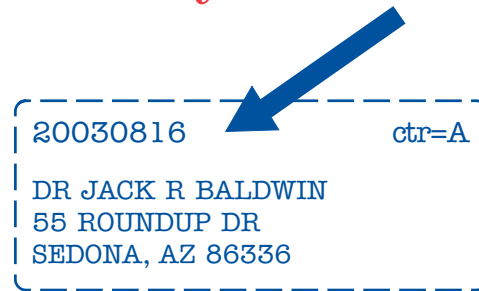 20030816 ctr=A
DR JACK R BALDWIN
55 ROUNDUP DR
SEDONA, AZ 86336